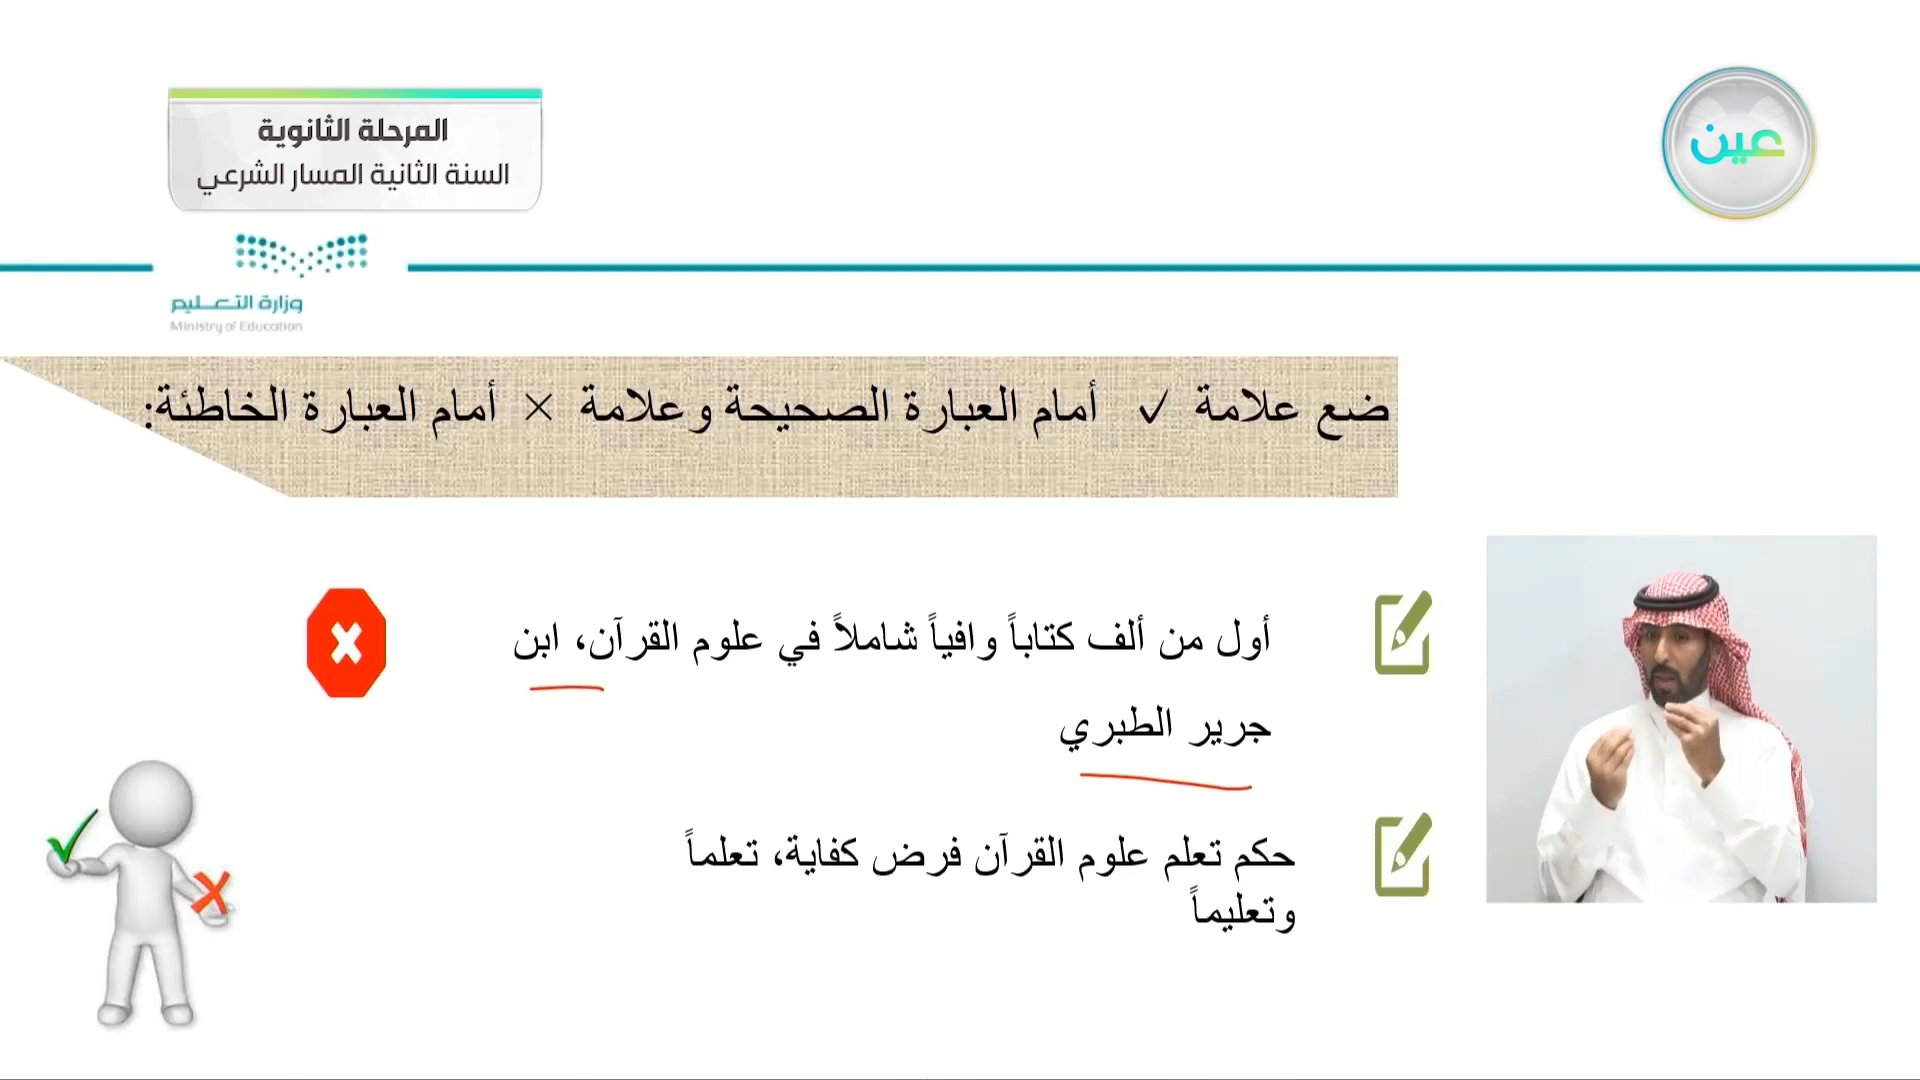 المرحلة الثانوية
السنة الثانية المسار الشرعي
عين
وزارة التعـــليم
Ministry of Education
ضع علامة ✓ أمام العبارة الصحيحة وعلامة × أمام العبارة الخاطئة:
أول من ألف كتاباً وافياً شاملاً في علوم القرآن، ابن
جرير الطبري
حكم تعلم علوم القرآن فرض كفاية، تعلماً
وتعليماً